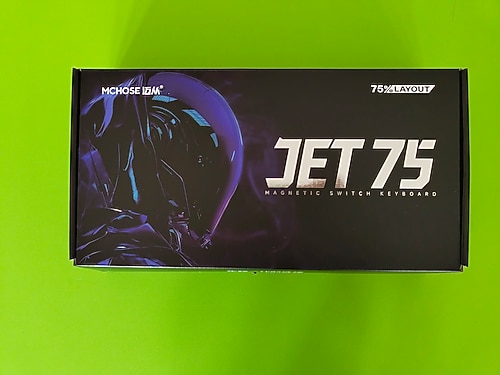 MCHOSE 迈从®
75% LAYOUT
JET 75
MAGNETIC SWITCH KEYBOARD